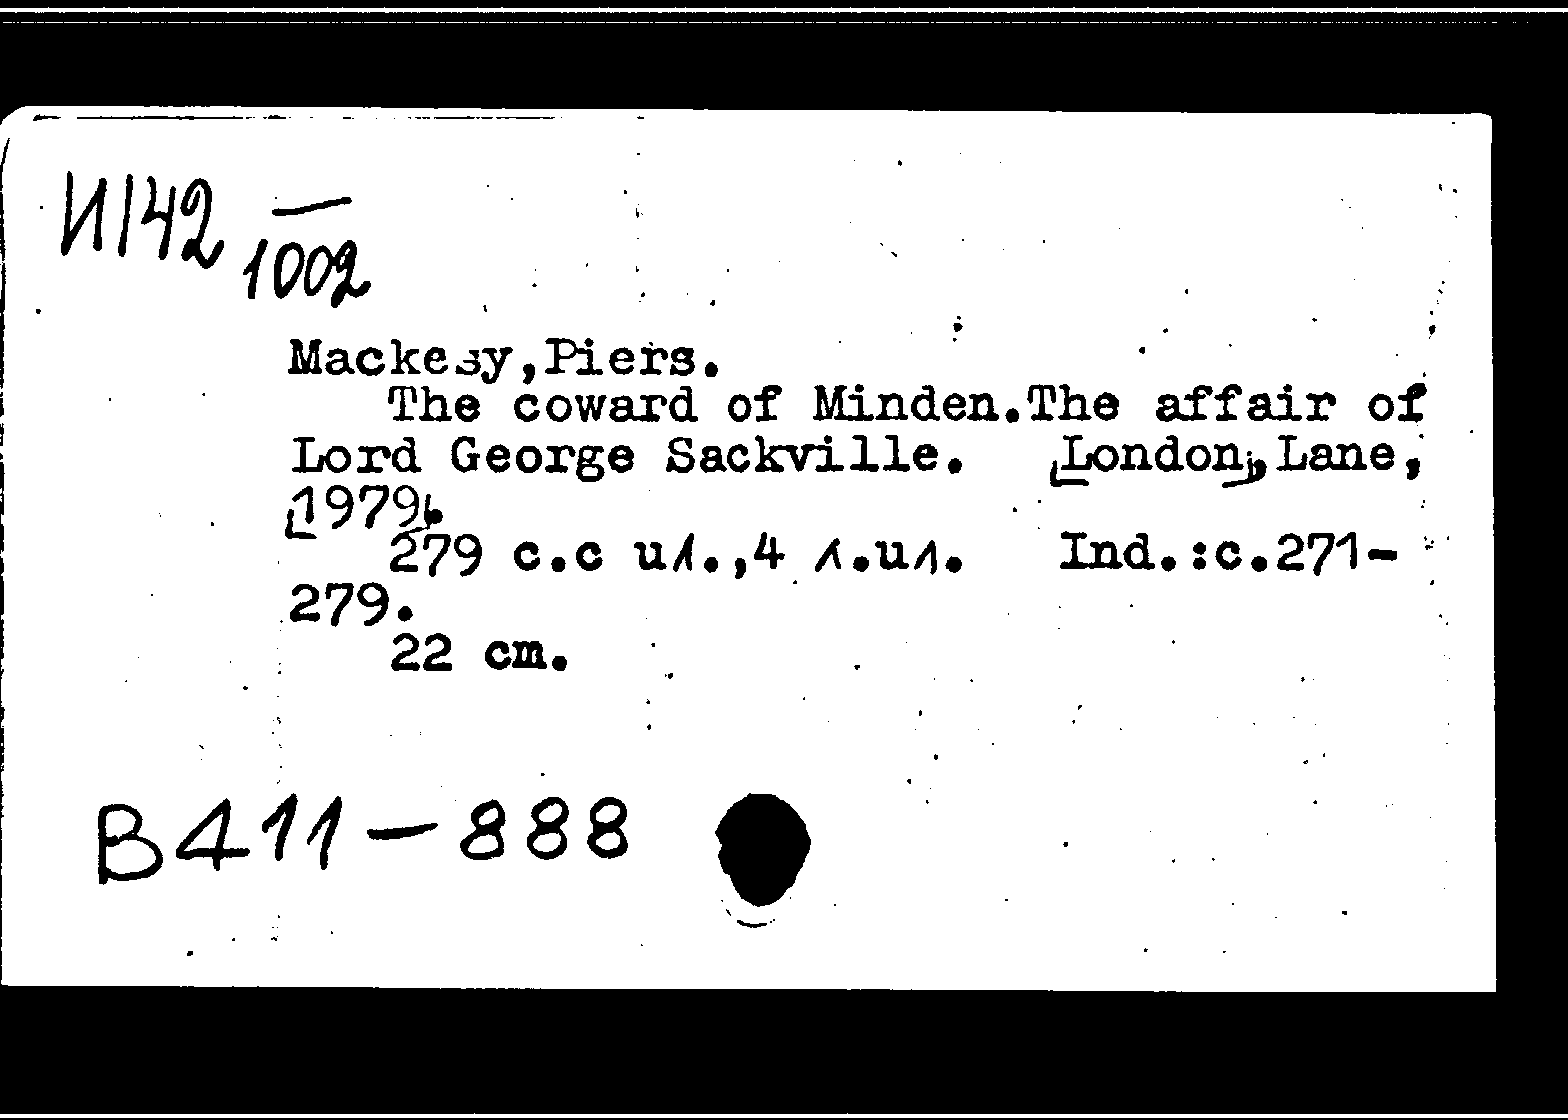 И142 —
1002
Mackesy,Piers.
The coward of Minden.The affair of
Lord George Sackville. [London], Lane,
[1979].
279 с.с ил.,4 л.ил. Ind.:с.271-
279.
22 cm.
B411-888